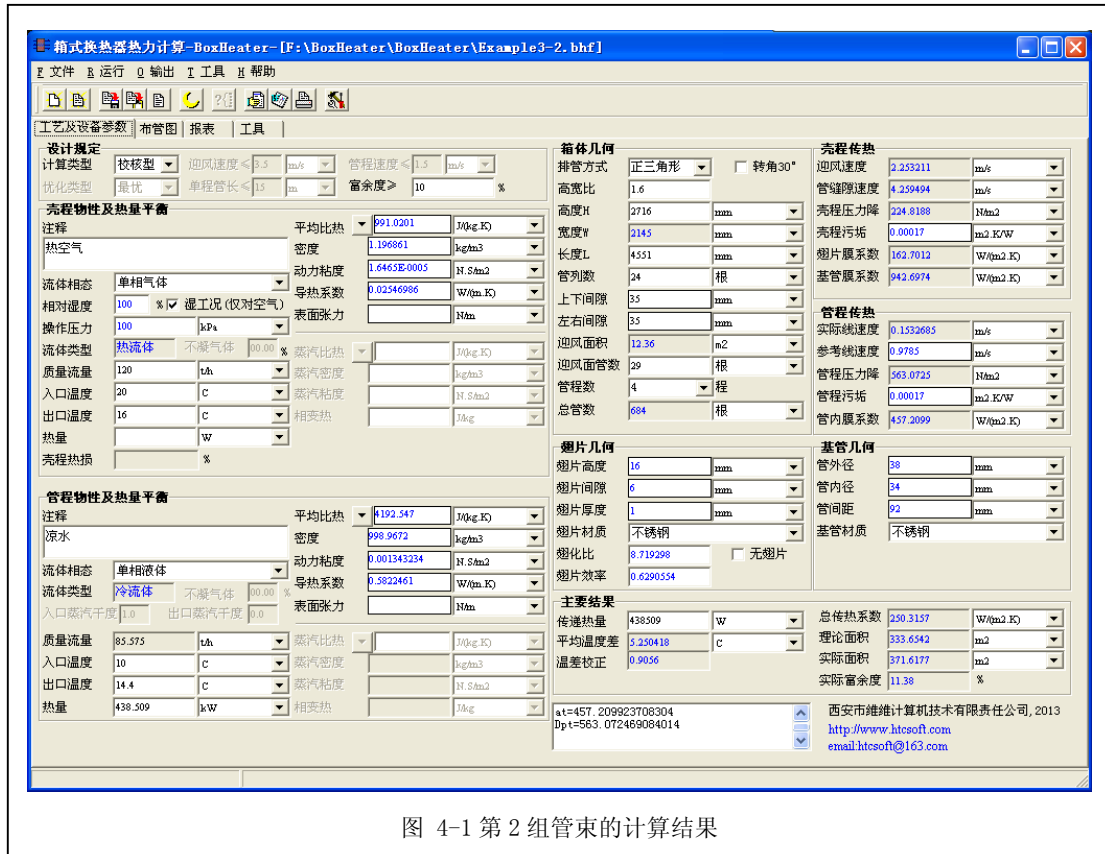 箱式换热器热力计算-BoxHeater-[F:\BoxHeater\BoxHeater\Example3-2.bhf]
F 文件 R 运行 O 输出 T 工具 H 帮助
工艺及设备参数 布管图 报表 工具
设计规定
计算类型 校核型 迎风速度≤ 3.5 m/s 管程速度≤ 1.5 m/s
优化类型 最优 单程管长≤ 15 m 富余度≥ 10 %
壳程物性及热量平衡
注释
热空气
流体相态 单相气体
相对湿度 100 % 湿工况(仅对空气)
操作压力 100 kPa
流体类型 热流体 不凝气体 00.00 %
质量流量 120 t/h
入口温度 20 C
出口温度 16 C
热量 W
壳程热损 %
平均比热 991.0201 J/(kg.K)
密度 1.196861 kg/m3
动力粘度 1.6465E-0005 N.S/m2
导热系数 0.02546986 W/(m.K)
表面张力 N/m
蒸汽比热 J/(kg.K)
蒸汽密度 kg/m3
蒸汽粘度 N.S/m2
相变热 J/kg
管程物性及热量平衡
注释
凉水
流体相态 单相液体
流体类型 冷流体 不凝气体 00.00 %
入口蒸汽干度 1.0 出口蒸汽干度 0.0
质量流量 85.575 t/h
入口温度 10 C
出口温度 14.4 C
热量 438.509 kW
平均比热 4192.547 J/(kg.K)
密度 998.9672 kg/m3
动力粘度 0.001343234 N.S/m2
导热系数 0.5822461 W/(m.K)
表面张力 N/m
蒸汽比热 J/(kg.K)
蒸汽密度 kg/m3
蒸汽粘度 N.S/m2
相变热 J/kg
箱体几何
排管方式 正三角形 转角30°
高宽比 1.6
高度H 2716 mm
宽度W 2145 mm
长度L 4551 mm
管列数 24 根
上下间隙 35 mm
左右间隙 35 mm
迎风面积 12.36 m2
迎风面管数 29 根
管程数 4 程
总管数 684 根
壳程传热
迎风速度 2.253211 m/s
管缝隙速度 4.259494 m/s
壳程压力降 224.8188 N/m2
壳程污垢 0.00017 m2.K/W
翅片膜系数 162.7012 W/(m2.K)
基管膜系数 942.6974 W/(m2.K)
管程传热
实际线速度 0.1532685 m/s
参考线速度 0.9785 m/s
管程压力降 563.0725 N/m2
管程污垢 0.00017 m2.K/W
管内膜系数 457.2099 W/(m2.K)
翅片几何
翅片高度 16 mm
翅片间隙 6 mm
翅片厚度 1 mm
翅片材质 不锈钢
翅化比 8.719298 无翅片
翅片效率 0.6290554
基管几何
管外径 38 mm
管内径 34 mm
管间距 92 mm
基管材质 不锈钢
主要结果
传递热量 438509 W
平均温度差 5.250418 C
温差校正 0.9056
总传热系数 250.3157 W/(m2.K)
理论面积 333.6542 m2
实际面积 371.6177 m2
实际富余度 11.38 %
at=457.209923708304
Dpt=563.072469084014
西安市维维计算机技术有限责任公司,2013
http://www.htcsoft.com
email:htcsoft@163.com
图 4-1 第 2 组管束的计算结果